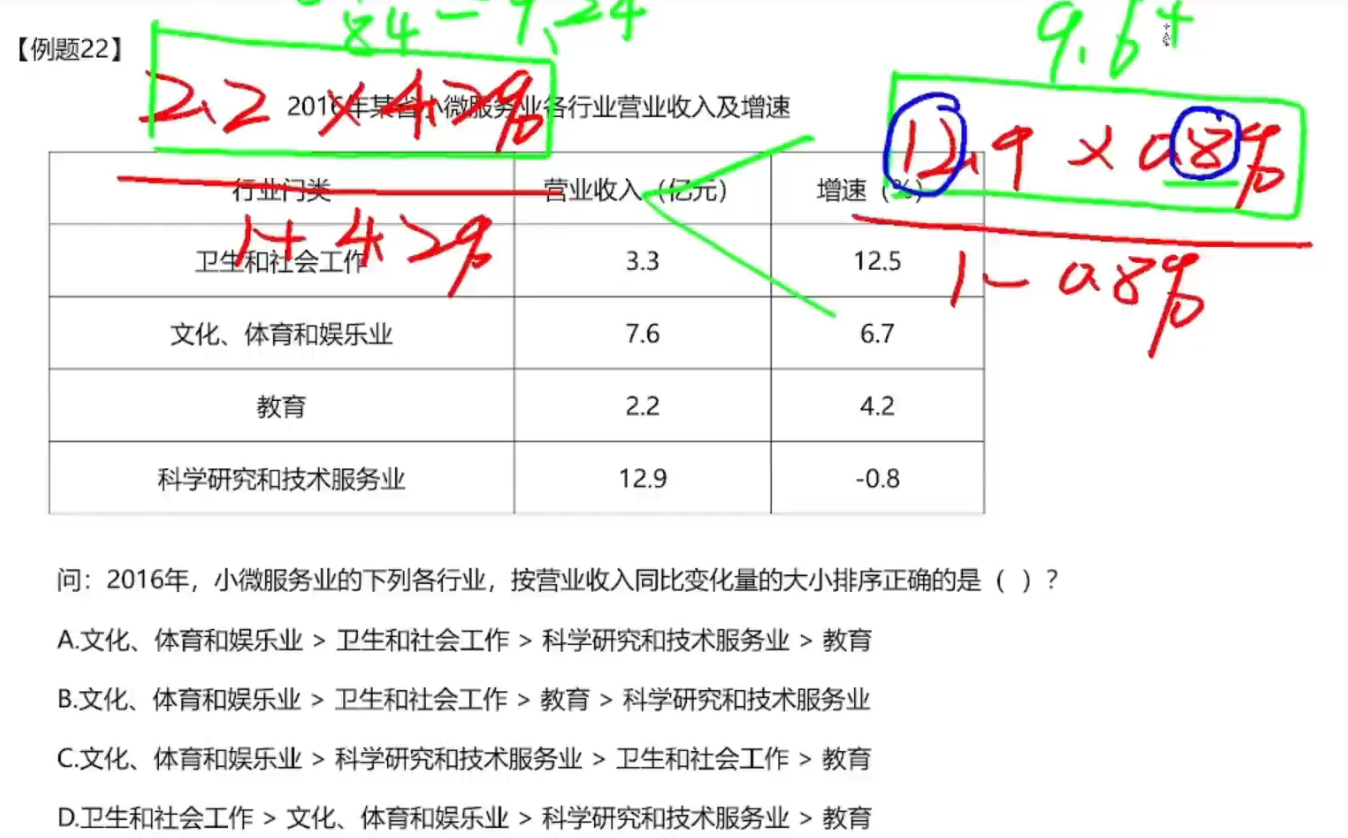 84 = 9.24
9.64
【例题22】
2.2 × 4.2%
2016年某省小微服务业各行业营业收入及增速
12.9 × 0.8%
行业门类 营业收入（亿元） 增速（%）
1+4.2%
1-0.8%
卫生和社会工作 3.3 12.5
文化、体育和娱乐业 7.6 6.7
教育 2.2 4.2
科学研究和技术服务业 12.9 -0.8
问：2016年，小微服务业的下列各行业，按营业收入同比变化量的大小排序正确的是（ ）？
A.文化、体育和娱乐业 > 卫生和社会工作 > 科学研究和技术服务业 > 教育
B.文化、体育和娱乐业 > 卫生和社会工作 > 教育 > 科学研究和技术服务业
C.文化、体育和娱乐业 > 科学研究和技术服务业 > 卫生和社会工作 > 教育
D.卫生和社会工作 > 文化、体育和娱乐业 > 科学研究和技术服务业 > 教育